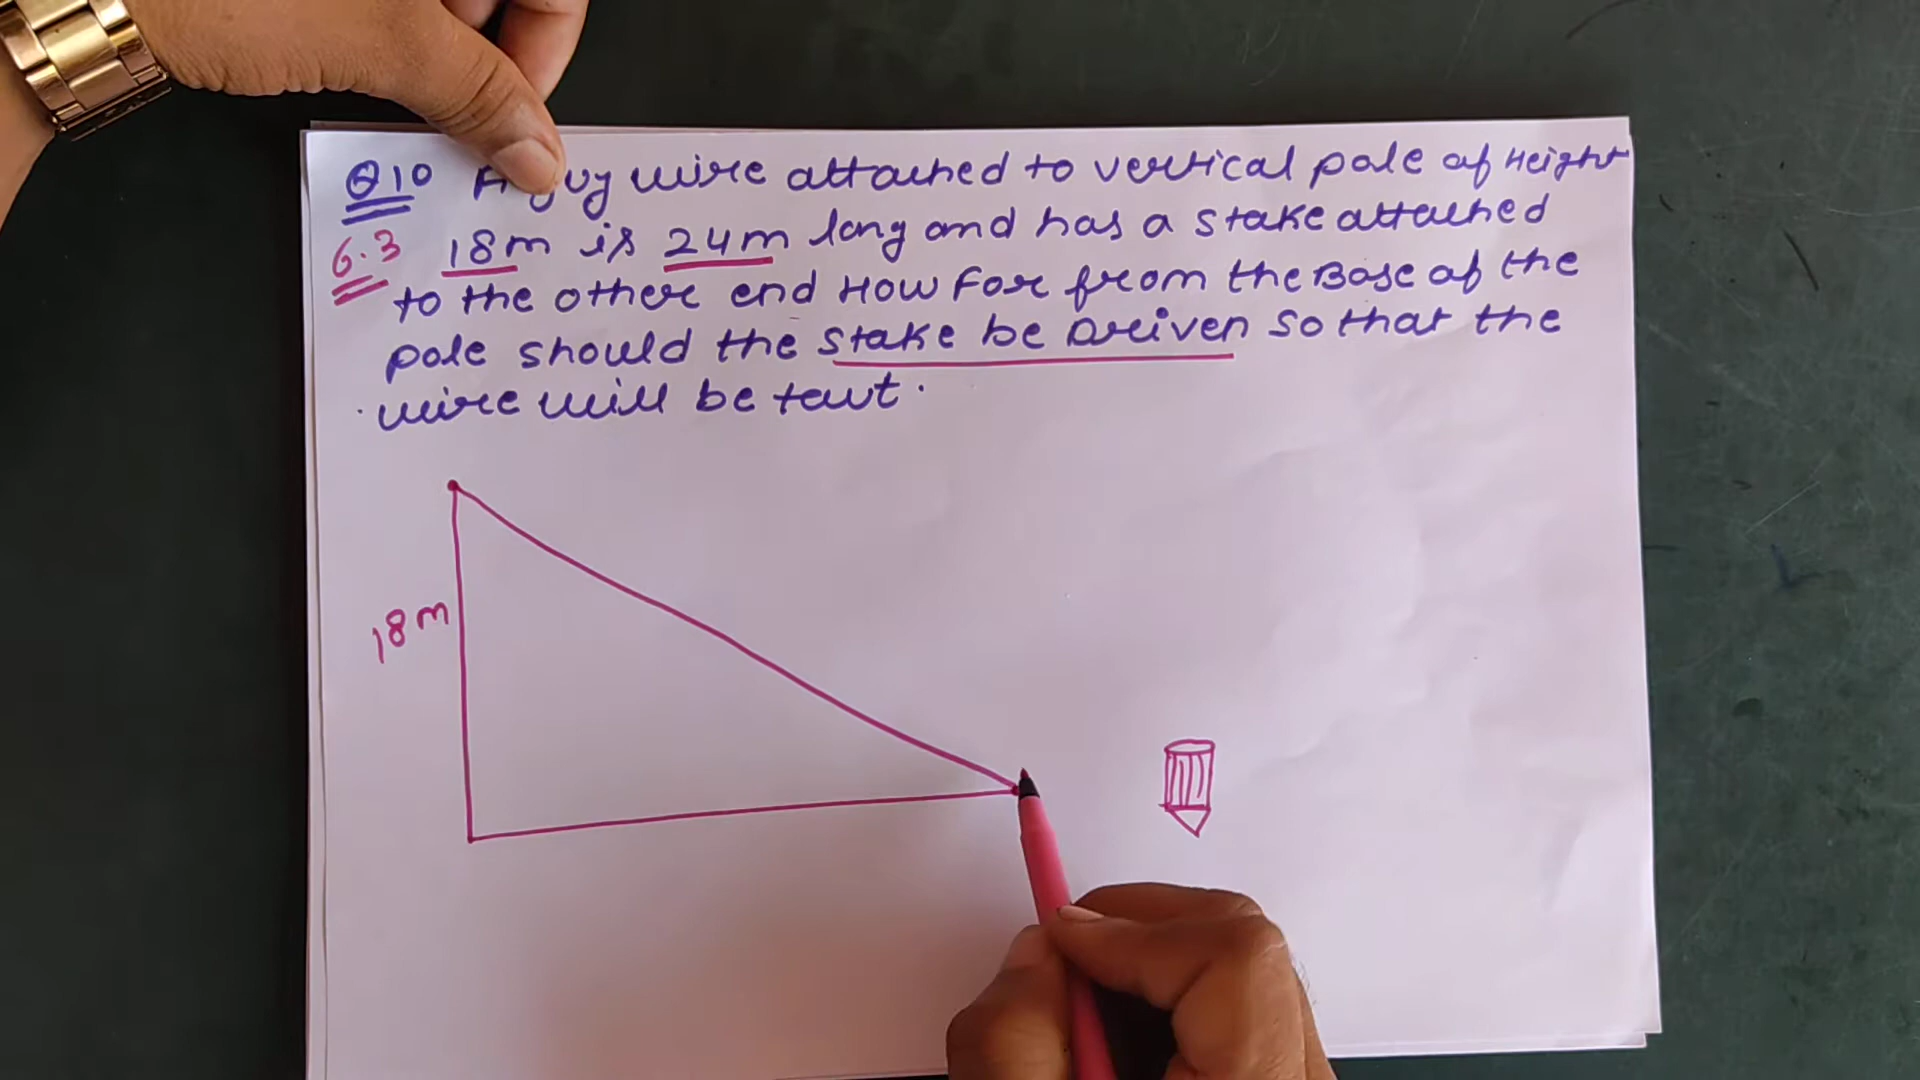 Q10 A guy wire attached to vertical pole of Height
6.3 18m is 24m long and has a stake attached
to the other end How For from the Base of the
pole should the stake be Driven so that the
wire will be taut.
18m